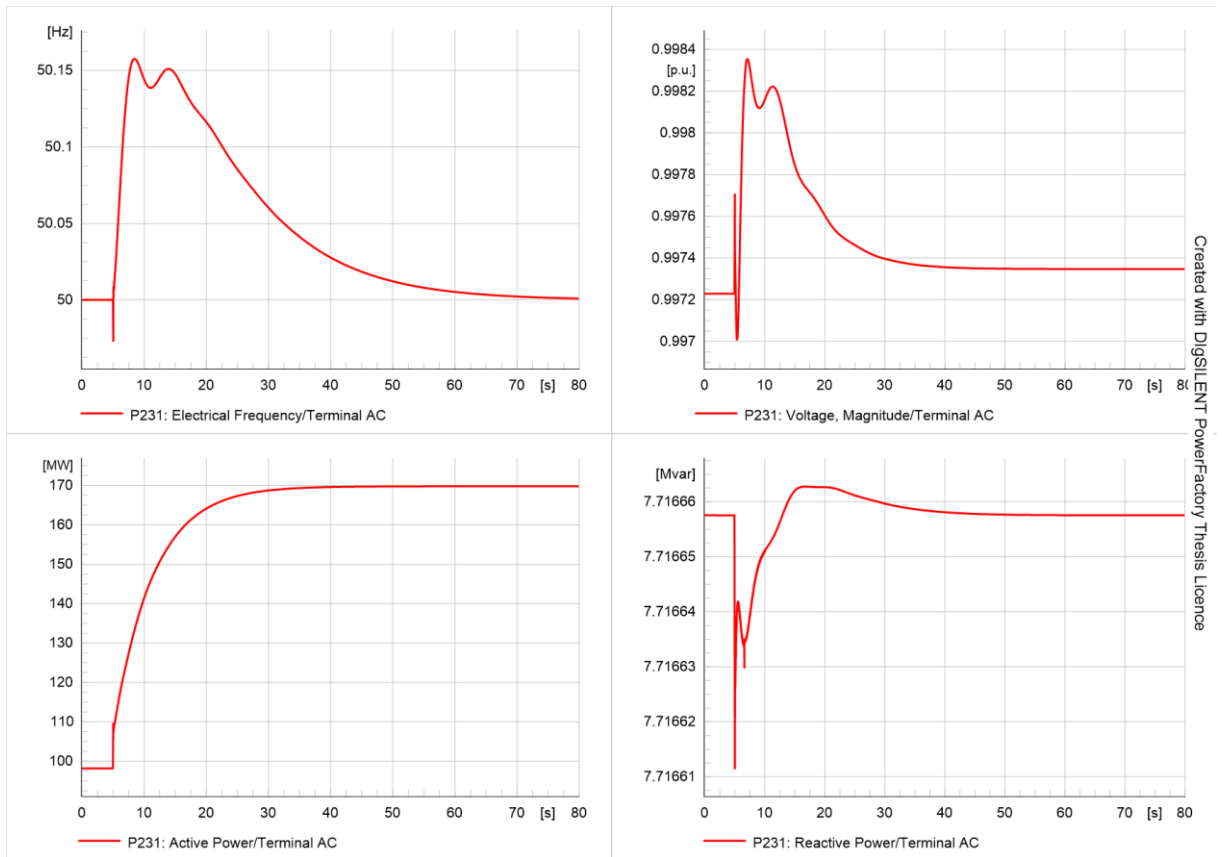 [Hz]
50.15
50.1
50.05
50
0 10 20 30 40 50 60 70 [s] 80
P231: Electrical Frequency/Terminal AC
0.9984
[p.u.]
0.9982
0.998
0.9978
0.9976
0.9974
0.9972
0.997
0 10 20 30 40 50 60 70 [s] 80
P231: Voltage, Magnitude/Terminal AC
[MW]
170
160
150
140
130
120
110
100
0 10 20 30 40 50 60 70 [s] 80
P231: Active Power/Terminal AC
[Mvar]
7.71666
7.71665
7.71664
7.71663
7.71662
7.71661
0 10 20 30 40 50 60 70 [s] 80
P231: Reactive Power/Terminal AC
Created with DIgSILENT PowerFactory Thesis Licence